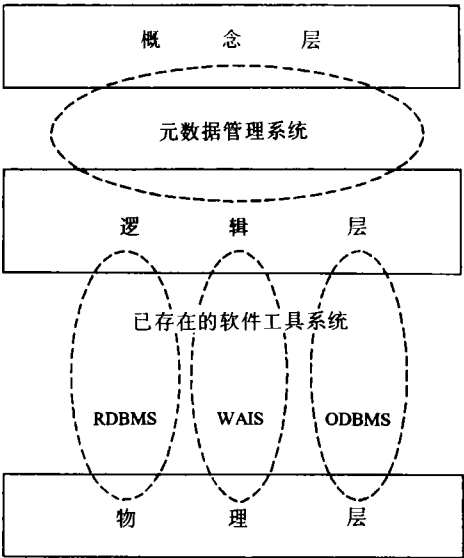 概 念 层
元数据管理系统
逻 辑 层
已存在的软件工具系统
RDBMS WAIS ODBMS
物 理 层